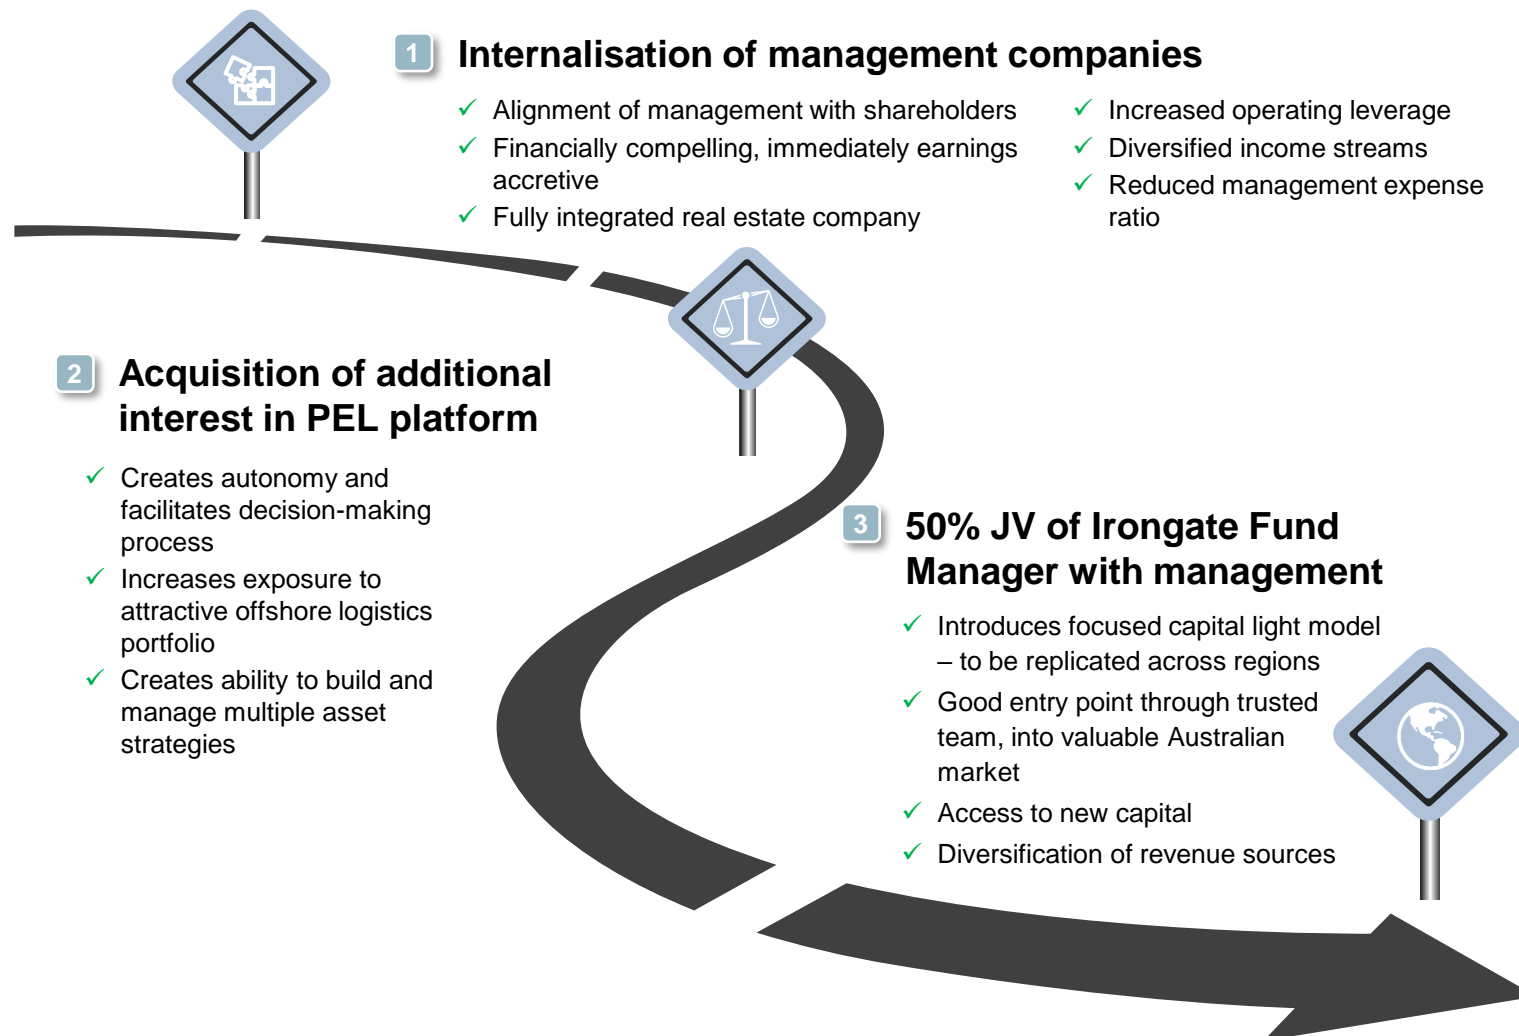 1 Internalisation of management companies
✓ Alignment of management with shareholders
✓ Financially compelling, immediately earnings
accretive
✓ Fully integrated real estate company
✓ Increased operating leverage
✓ Diversified income streams
✓ Reduced management expense
ratio
2 Acquisition of additional
interest in PEL platform
✓ Creates autonomy and
facilitates decision-making
process
✓ Increases exposure to
attractive offshore logistics
portfolio
✓ Creates ability to build and
manage multiple asset
strategies
3 50% JV of Irongate Fund
Manager with management
✓ Introduces focused capital light model
– to be replicated across regions
✓ Good entry point through trusted
team, into valuable Australian
market
✓ Access to new capital
✓ Diversification of revenue sources